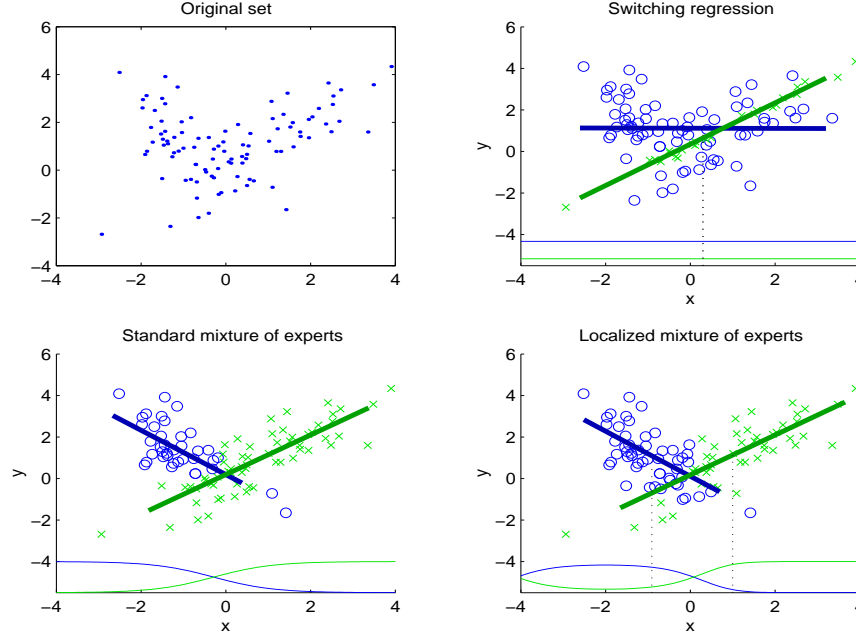 Original set
6
4
2
0
−2
−4
−4 −2 0 2 4
Switching regression
6
4
2
0
−2
−4
y
−4 −2 0 2 4
x
Standard mixture of experts
6
4
2
0
−2
−4
y
−4 −2 0 2 4
x
Localized mixture of experts
6
4
2
0
−2
−4
y
−4 −2 0 2 4
x